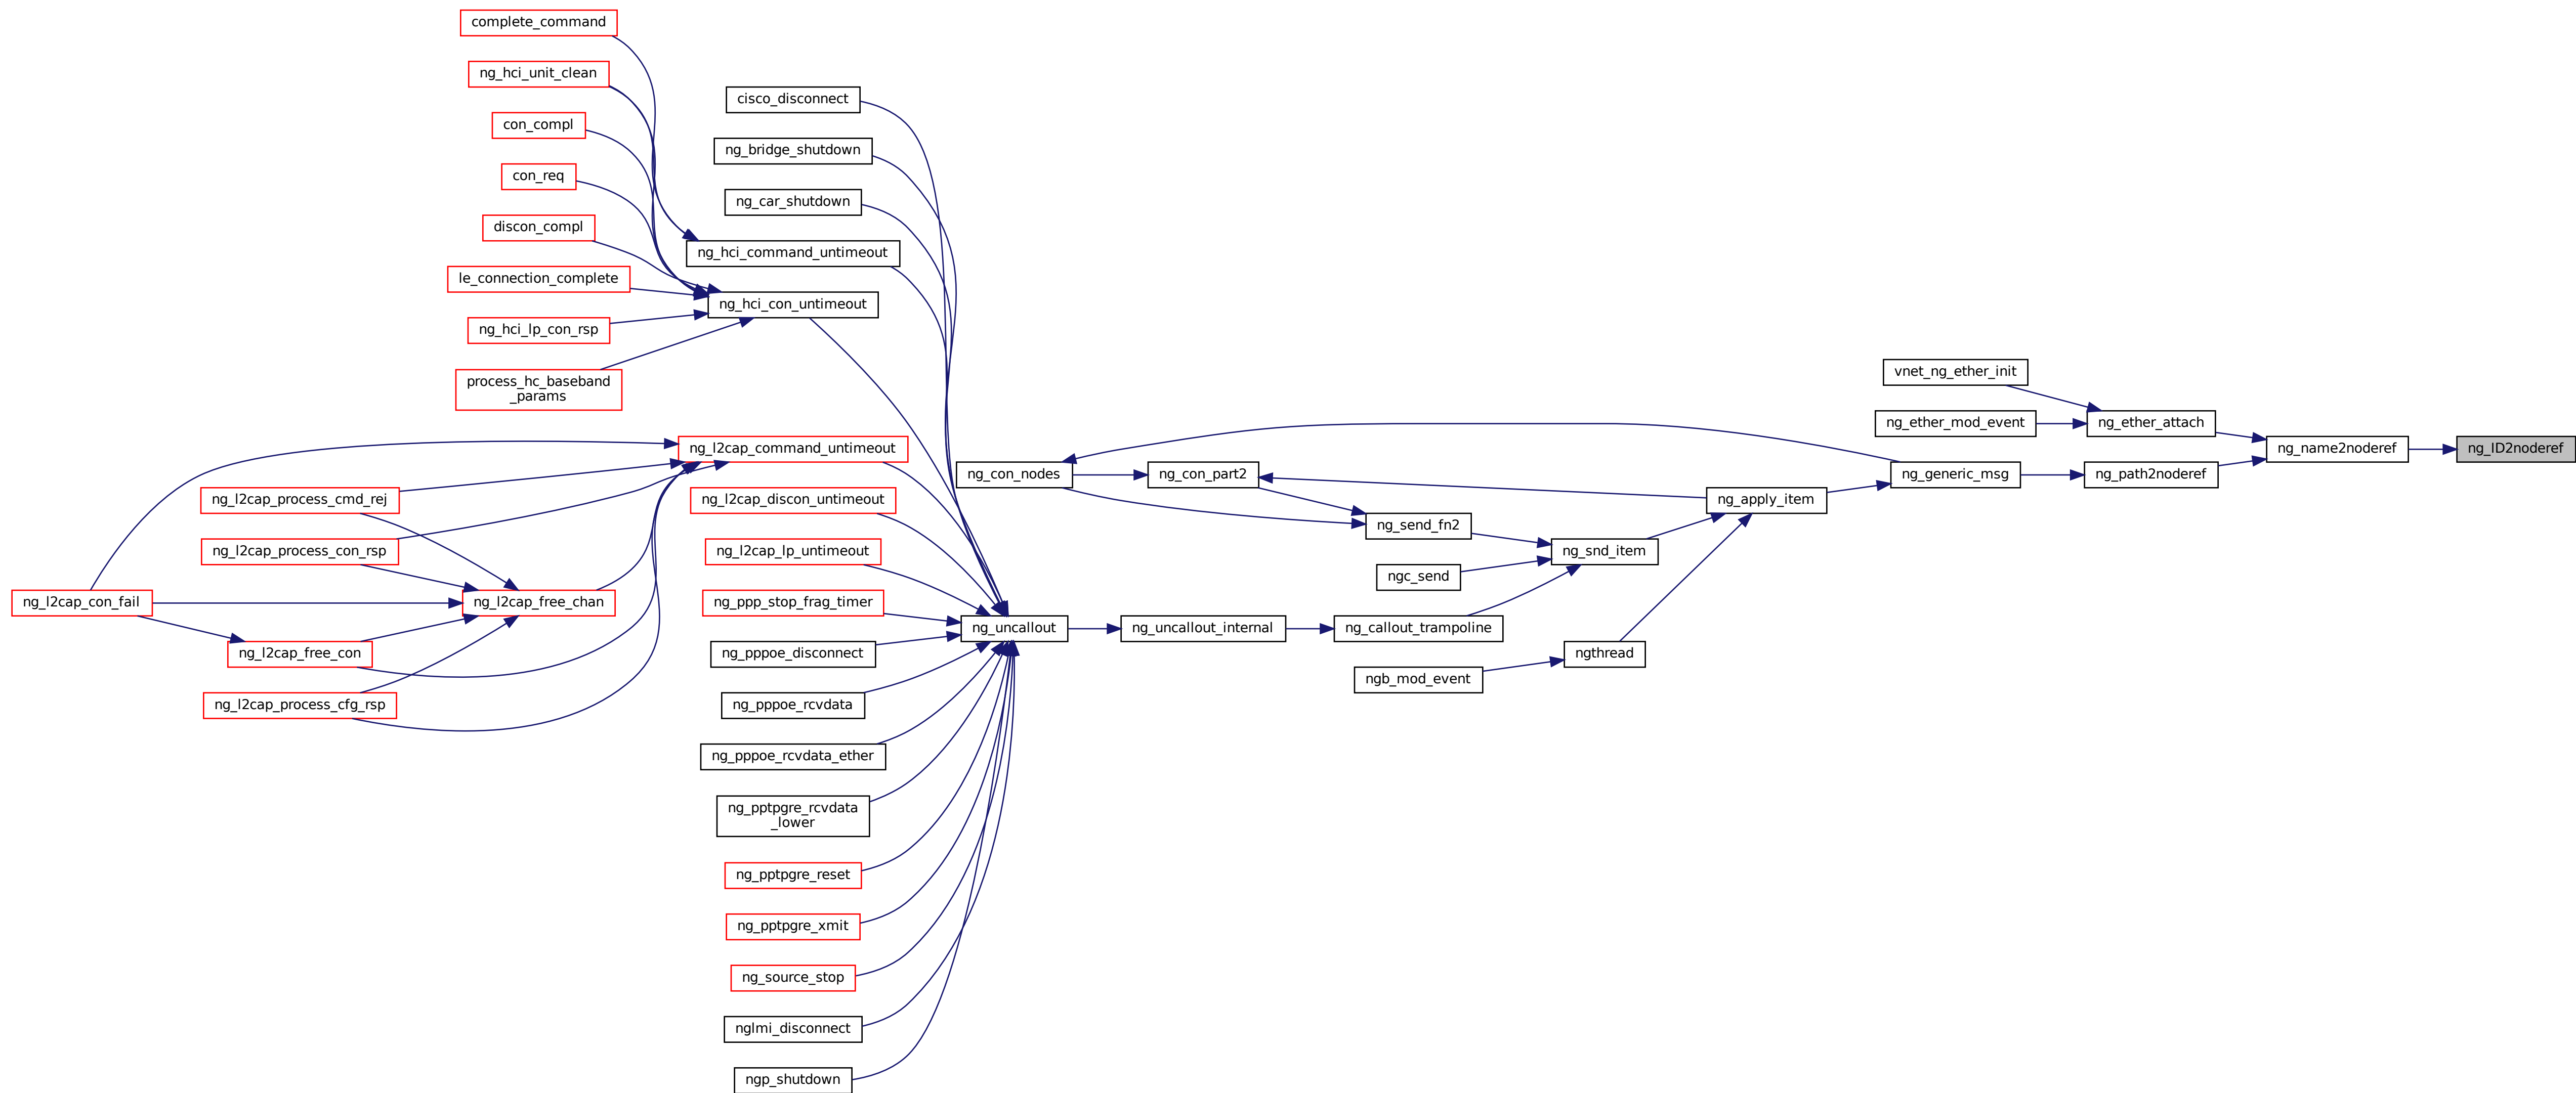 complete_command
ng_hci_unit_clean
con_compl
con_req
discon_compl
le_connection_complete
ng_hci_lp_con_rsp
process_hc_baseband
_params
ng_l2cap_process_cmd_rej
ng_l2cap_process_con_rsp
ng_l2cap_con_fail
ng_l2cap_free_chan
ng_l2cap_free_con
ng_l2cap_process_cfg_rsp
cisco_disconnect
ng_bridge_shutdown
ng_car_shutdown
ng_hci_command_untimeout
ng_hci_con_untimeout
ng_l2cap_command_untimeout
ng_l2cap_discon_untimeout
ng_l2cap_lp_untimeout
ng_ppp_stop_frag_timer
ng_pppoe_disconnect
ng_pppoe_rcvdata
ng_pppoe_rcvdata_ether
ng_pptpgre_rcvdata
_lower
ng_pptpgre_reset
ng_pptpgre_xmit
ng_source_stop
nglmi_disconnect
ngp_shutdown
ng_con_nodes
ng_uncallout
ng_con_part2
ng_uncallout_internal
ng_send_fn2
ngc_send
ng_callout_trampoline
ngb_mod_event
ng_snd_item
ngthread
ng_apply_item
vnet_ng_ether_init
ng_ether_mod_event
ng_generic_msg
ng_ether_attach
ng_path2noderef
ng_name2noderef
ng_ID2noderef